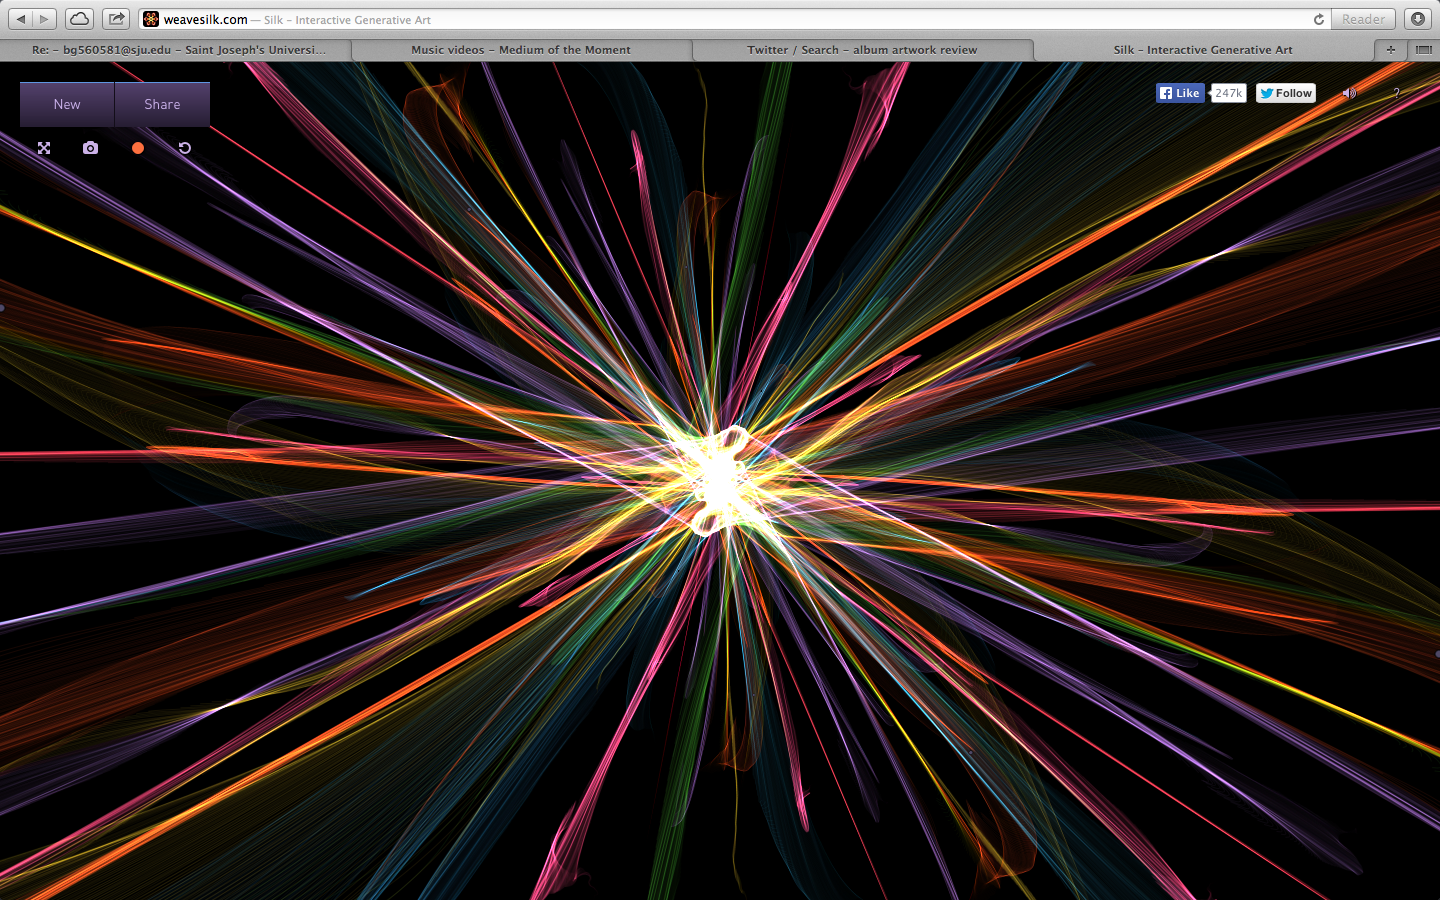 weavesilk.com — Silk – Interactive Generative Art
Reader
Re: – bg560581@sju.edu – Saint Joseph's Universi...
Music videos – Medium of the Moment
Twitter / Search – album artwork review
Silk – Interactive Generative Art
New
Share
Like
247k
Follow
?